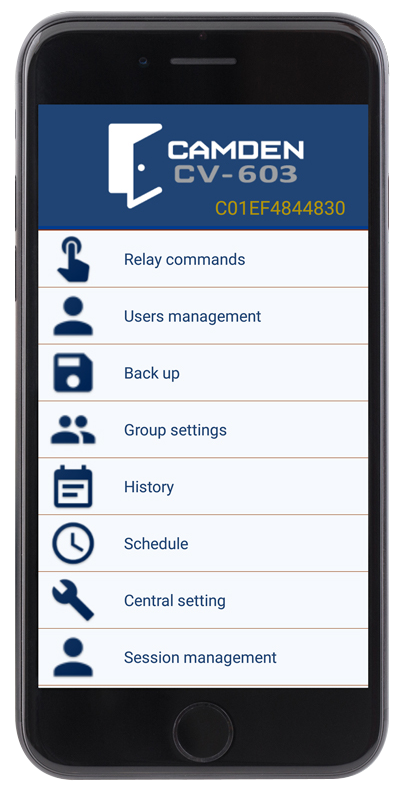 CAMDEN
CV-603
C01EF4844830
Relay commands
Users management
Back up
Group settings
History
Schedule
Central setting
Session management